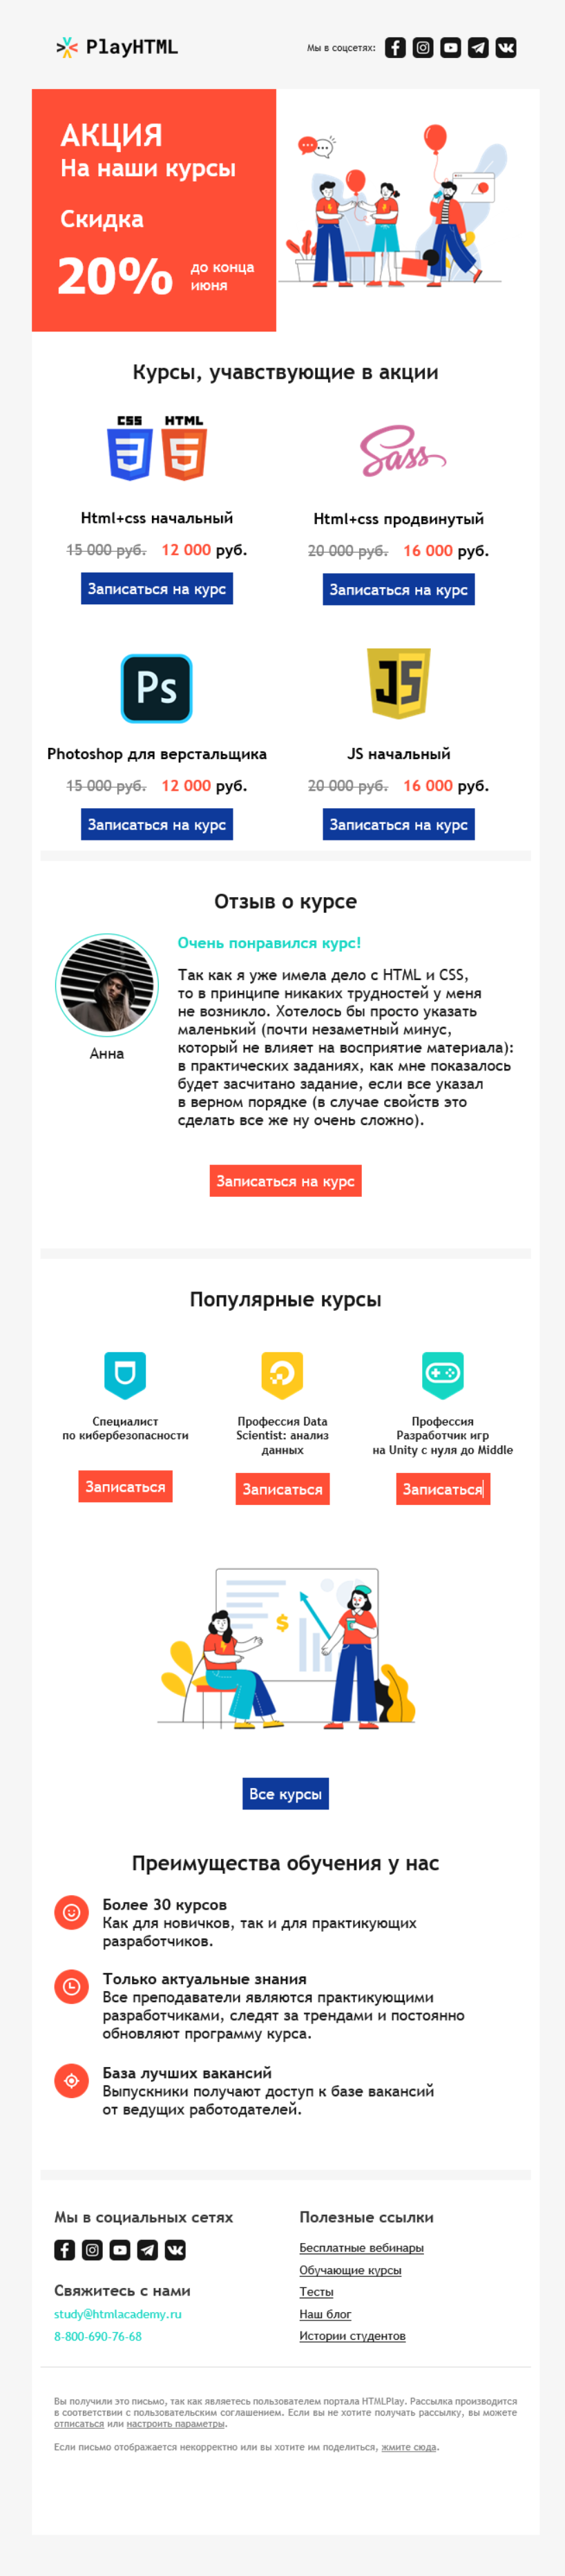 PlayHTML
Мы в соцсетях:
АКЦИЯ
На наши курсы
Скидка
20%
до конца
июня
Курсы, учавствующие в акции
CSS HTML
3 5
Sass
Html+css начальный
Html+css продвинутый
15 000 руб. 12 000 руб.
20 000 руб. 16 000 руб.
Записаться на курс
Записаться на курс
Ps
JS
Photoshop для верстальщика
JS начальный
15 000 руб. 12 000 руб.
20 000 руб. 16 000 руб.
Записаться на курс
Записаться на курс
Отзыв о курсе
Очень понравился курс!
Так как я уже имела дело с HTML и CSS,
то в принципе никаких трудностей у меня
не возникло. Хотелось бы просто указать
маленький (почти незаметный минус,
который не влияет на восприятие материала):
в практических заданиях, как мне показалось
будет засчитано задание, если все указал
в верном порядке (в случае свойств это
сделать все же ну очень сложно).
Анна
Записаться на курс
Популярные курсы
Специалист
по кибербезопасности
Профессия Data
Scientist: анализ
данных
Профессия
Разработчик игр
на Unity с нуля до Middle
Записаться
Записаться
Записаться
$
Все курсы
Преимущества обучения у нас
Более 30 курсов
Как для новичков, так и для практикующих
разработчиков.
Только актуальные знания
Все преподаватели являются практикующими
разработчиками, следят за трендами и постоянно
обновляют программу курса.
База лучших вакансий
Выпускники получают доступ к базе вакансий
от ведущих работодателей.
Мы в социальных сетях
Свяжитесь с нами
study@htmlacademy.ru
8-800-690-76-68
Полезные ссылки
Бесплатные вебинары
Обучающие курсы
Тесты
Наш блог
Истории студентов
Вы получили это письмо, так как являетесь пользователем портала HTMLPlay. Рассылка производится
в соответствии с пользовательским соглашением. Если вы не хотите получать рассылку, вы можете
отписаться или настроить параметры.
Если письмо отображается некорректно или вы хотите им поделиться, жмите сюда.